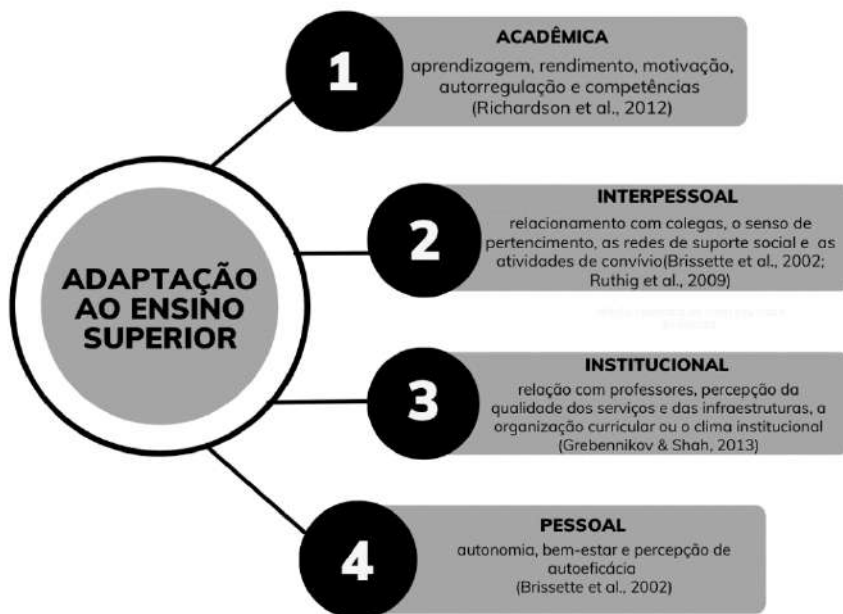 ADAPTAÇÃO
AO ENSINO
SUPERIOR
1
ACADÊMICA
aprendizagem, rendimento, motivação,
autorregulação e competências
(Richardson et al., 2012)
2
INTERPESSOAL
relacionamento com colegas, o senso de
pertencimento, as redes de suporte social e as
atividades de convívio(Brissette et al., 2002;
Ruthig et al., 2009)
3
INSTITUCIONAL
relação com professores, percepção da
qualidade dos serviços e das infraestruturas, a
organização curricular ou o clima institucional
(Grebennikov & Shah, 2013)
4
PESSOAL
autonomia, bem-estar e percepção de
autoeficácia
(Brissette et al., 2002)